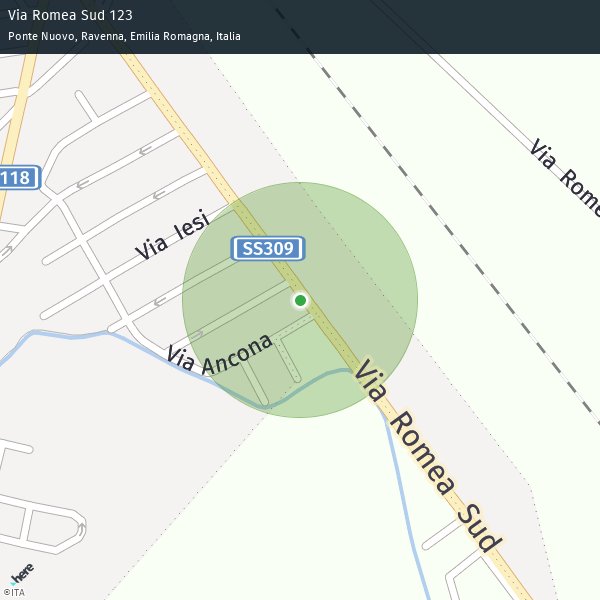 Via Romea Sud 123
Ponte Nuovo, Ravenna, Emilia Romagna, Italia
Via Rome
118
Via Iesi
SS309
Via Ancona
Via Romea Sud
here
©ITA